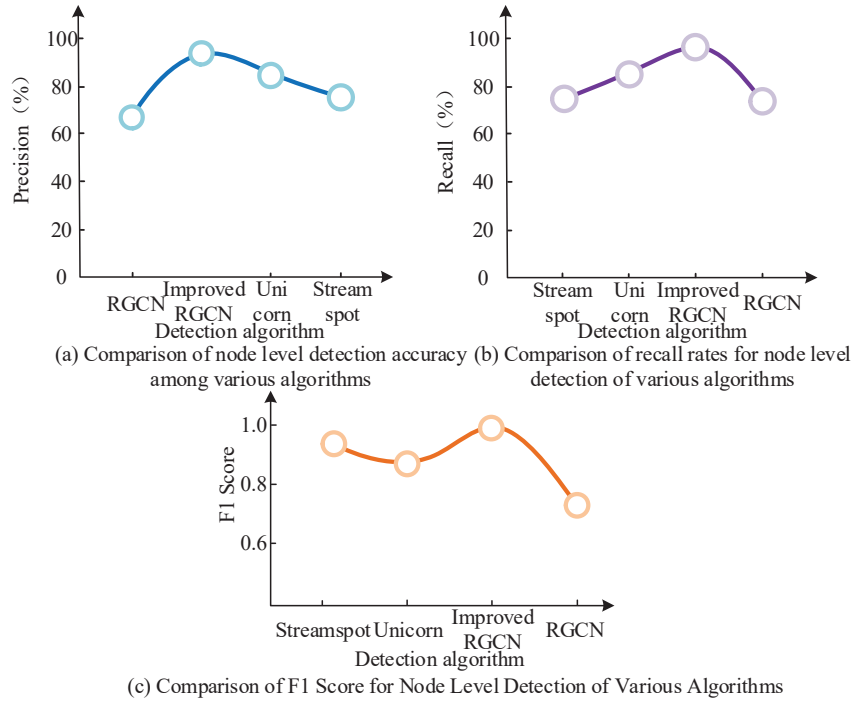 100
80
60
40
20
0
Precision（%）
RGCN
Improved
RGCN
Uni
corn
Stream
spot
Detection algorithm
(a) Comparison of node level detection accuracy
among various algorithms
100
80
60
40
20
0
Recall（%）
Stream
spot
Uni
corn
Improved
RGCN
RGCN
Detection algorithm
(b) Comparison of recall rates for node level
detection of various algorithms
1.0
0.8
0.6
F1 Score
Streamspot
Unicorn
Improved
RGCN
RGCN
Detection algorithm
(c) Comparison of F1 Score for Node Level Detection of Various Algorithms